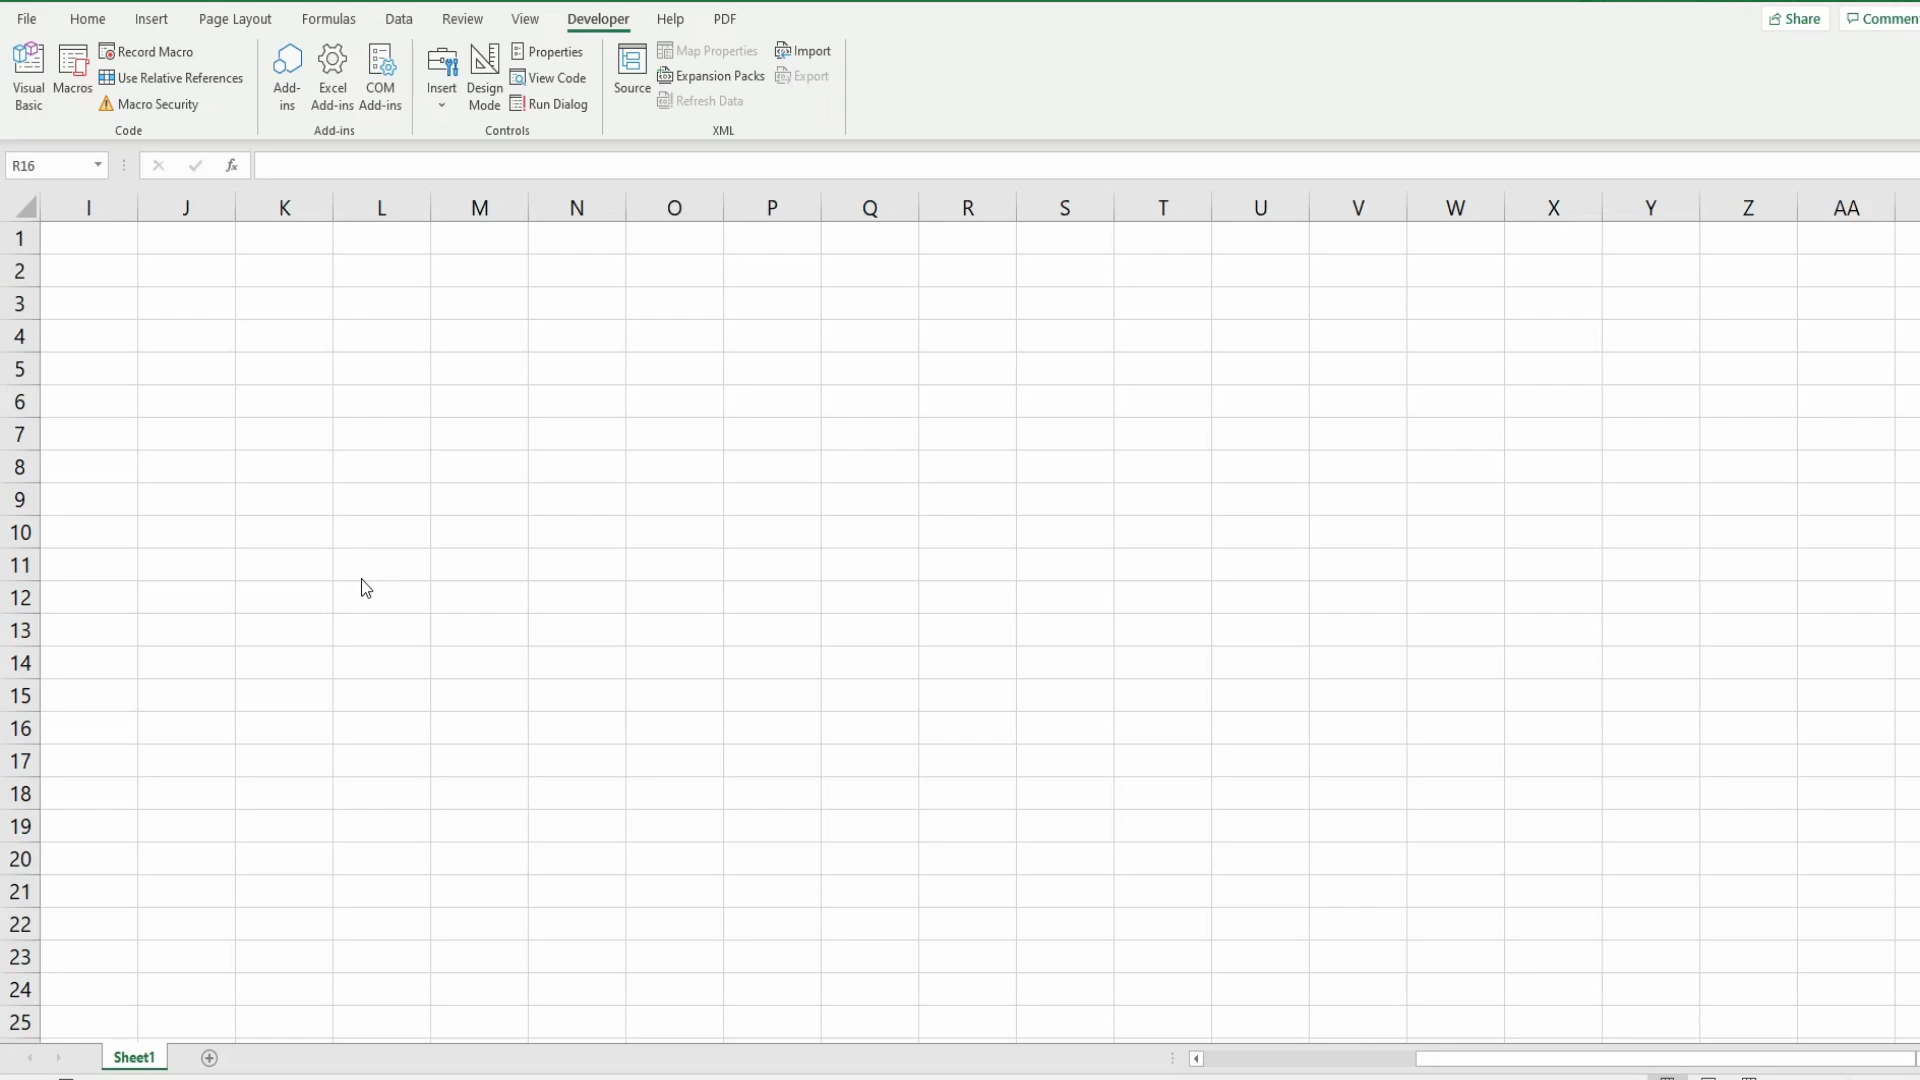 File Home Insert Page Layout Formulas Data Review View Developer Help PDF Share Commen
Visual Basic
Macros
Record Macro
Use Relative References
Macro Security
Code
Add-ins
Excel Add-ins
COM Add-ins
Add-ins
Insert
Design Mode
Properties
View Code
Run Dialog
Controls
Source
Map Properties
Expansion Packs
Refresh Data
Import
Export
XML
R16 fx
I J K L M N O P Q R S T U V W X Y Z AA
1
2
3
4
5
6
7
8
9
10
11
12
13
14
15
16
17
18
19
20
21
22
23
24
25
Sheet1